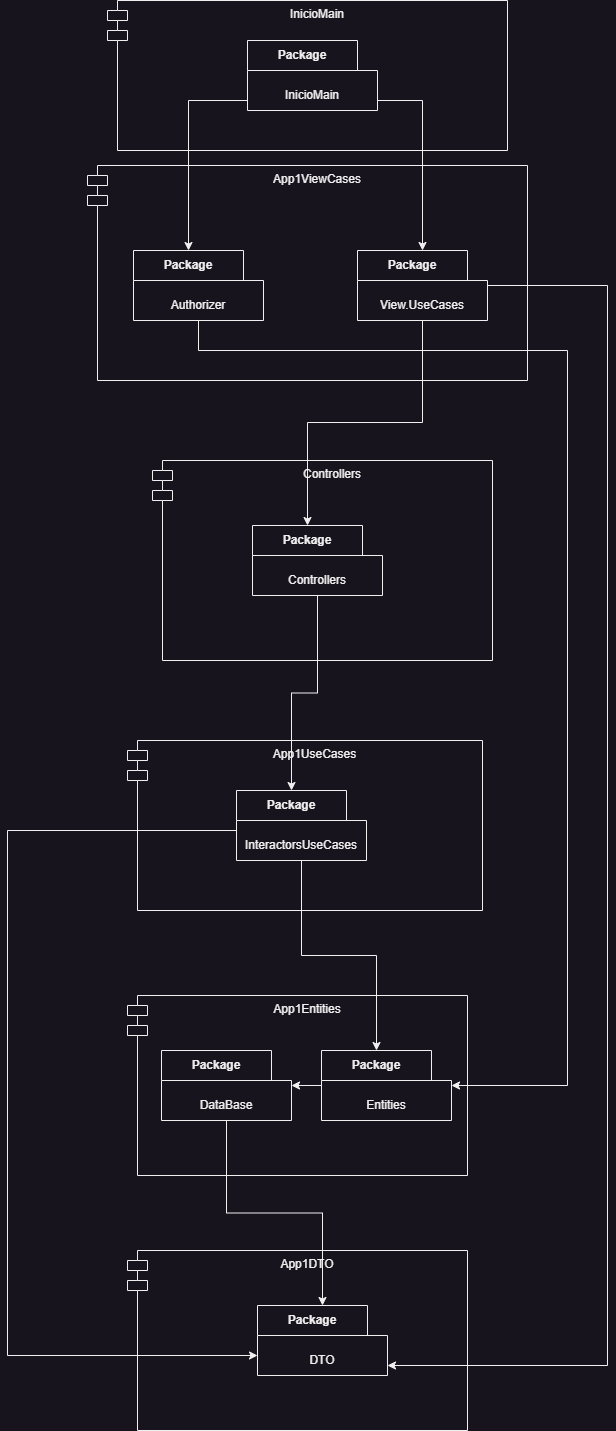 InicioMain
Package
InicioMain
App1ViewCases
Package
Authorizer
Package
View.UseCases
Controllers
Package
Controllers
App1UseCases
Package
InteractorsUseCases
App1Entities
Package
DataBase
Package
Entities
App1DTO
Package
DTO